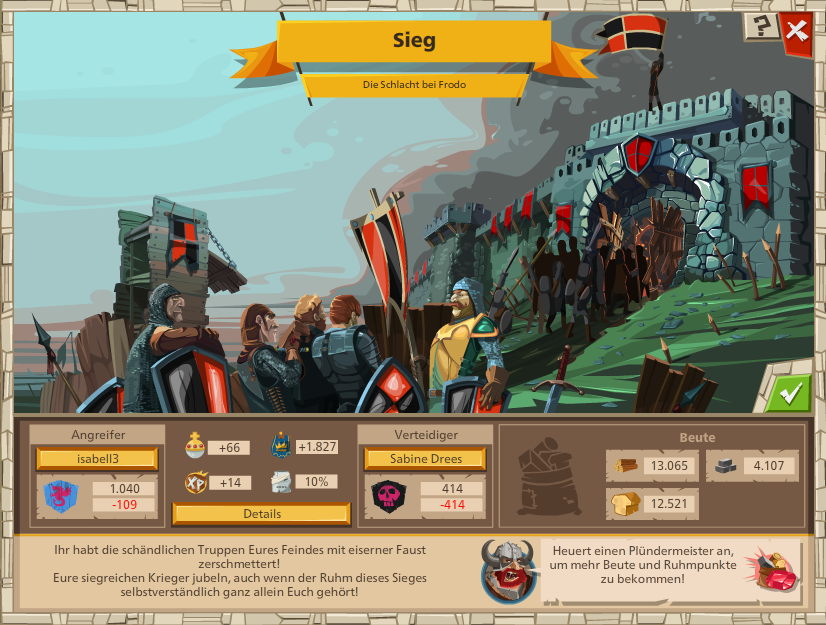 Sieg
Die Schlacht bei Frodo
?
Angreifer
isabell3
1.040
-109
+66
+1.827
XP
+14
10%
Details
Verteidiger
Sabine Drees
414
-414
Beute
13.065
4.107
12.521
Ihr habt die schändlichen Truppen Eures Feindes mit eiserner Faust
zerschmettert!
Eure siegreichen Krieger jubeln, auch wenn der Ruhm dieses Sieges
selbstverständlich ganz allein Euch gehört!
Heuert einen Plündermeister an,
um mehr Beute und Ruhmpunkte
zu bekommen!